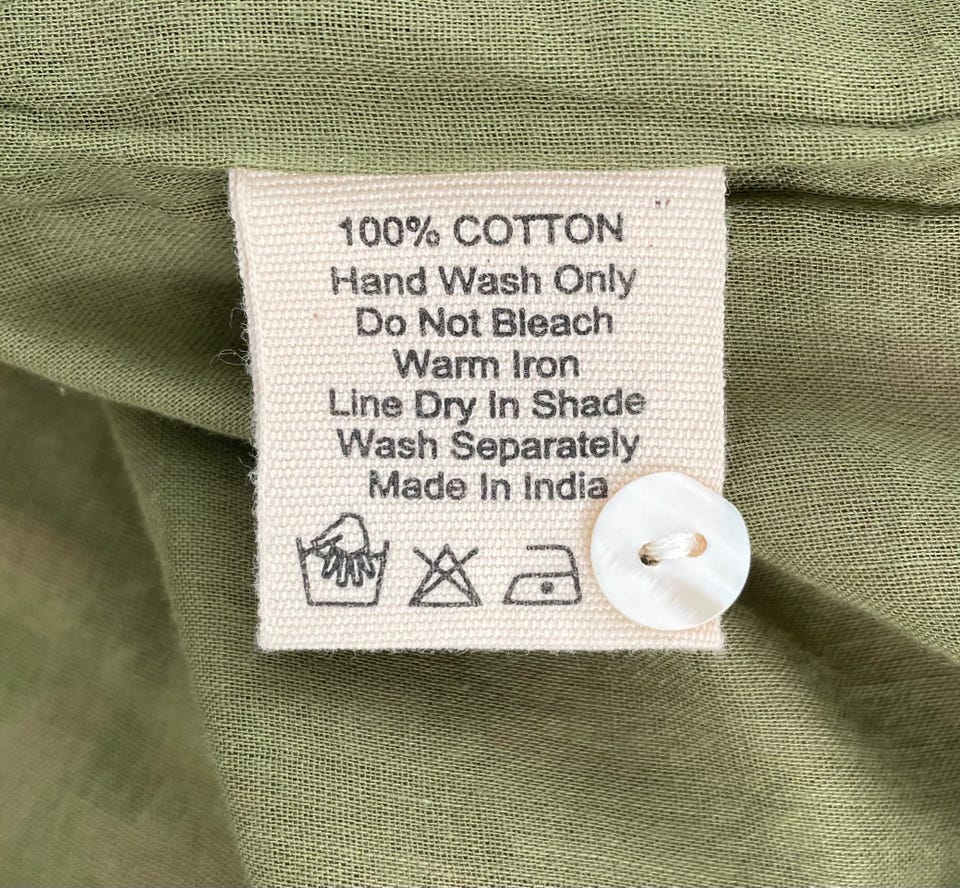 100% COTTON
Hand Wash Only
Do Not Bleach
Warm Iron
Line Dry In Shade
Wash Separately
Made In India